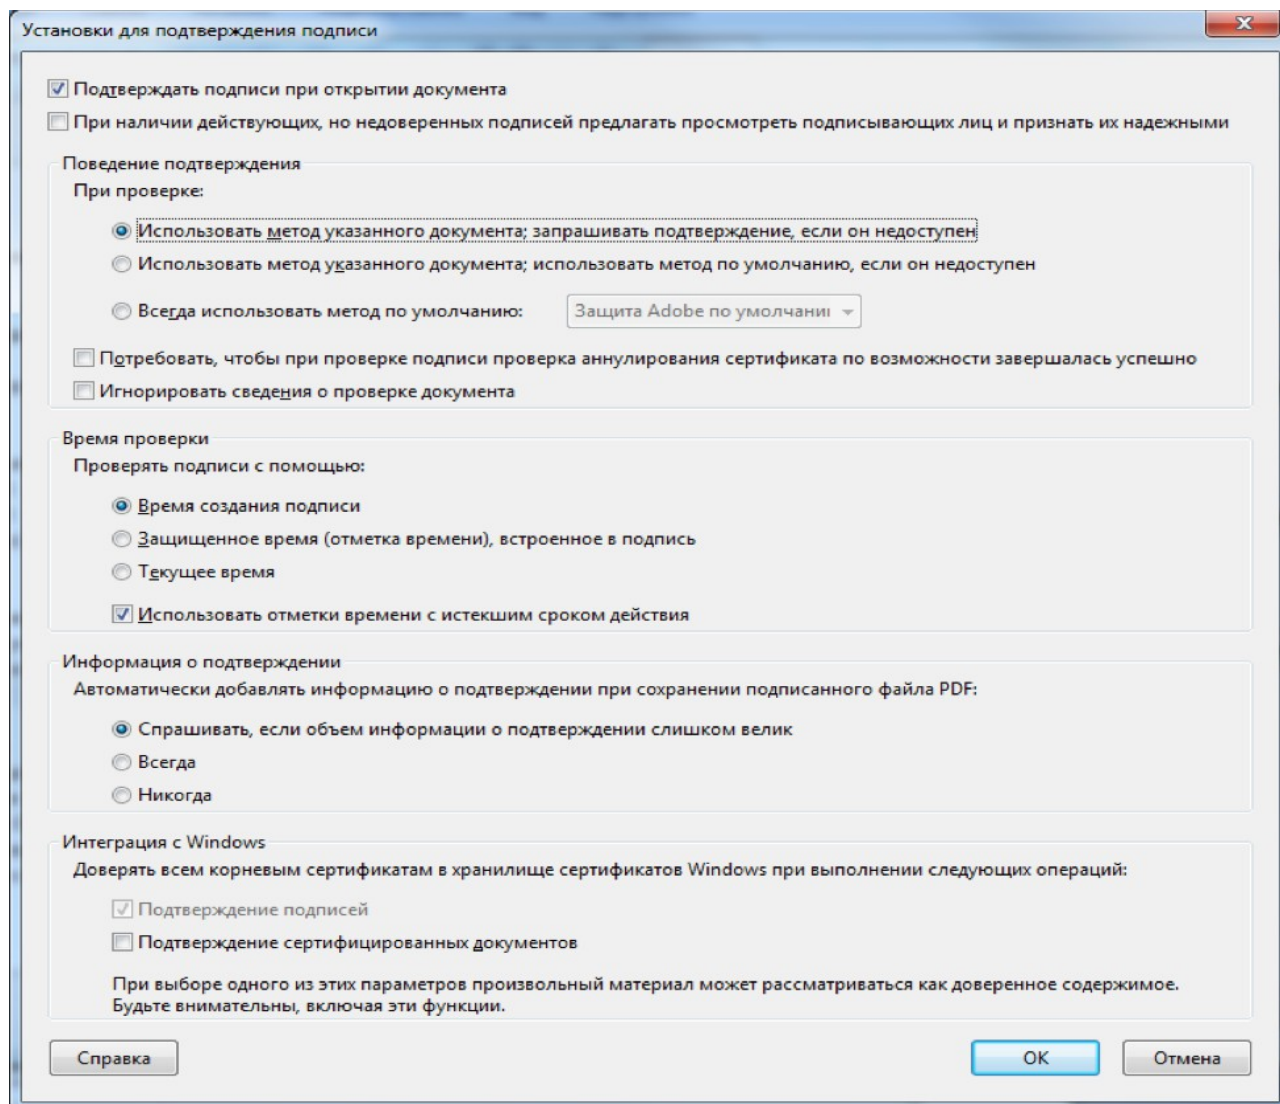 Установки для подтверждения подписи
Подтверждать подписи при открытии документа
При наличии действующих, но недоверенных подписей предлагать просмотреть подписывающих лиц и признать их надежными
Поведение подтверждения
При проверке:
Использовать метод указанного документа; запрашивать подтверждение, если он недоступен
Использовать метод указанного документа; использовать метод по умолчанию, если он недоступен
Всегда использовать метод по умолчанию: Защита Adobe по умолчани
Потребовать, чтобы при проверке подписи проверка аннулирования сертификата по возможности завершалась успешно
Игнорировать сведения о проверке документа
Время проверки
Проверять подписи с помощью:
Время создания подписи
Защищенное время (отметка времени), встроенное в подпись
Текущее время
Использовать отметки времени с истекшим сроком действия
Информация о подтверждении
Автоматически добавлять информацию о подтверждении при сохранении подписанного файла PDF:
Спрашивать, если объем информации о подтверждении слишком велик
Всегда
Никогда
Интеграция с Windows
Доверять всем корневым сертификатам в хранилище сертификатов Windows при выполнении следующих операций:
Подтверждение подписей
Подтверждение сертифицированных документов
При выборе одного из этих параметров произвольный материал может рассматриваться как доверенное содержимое.
Будьте внимательны, включая эти функции.
Справка OK Отмена